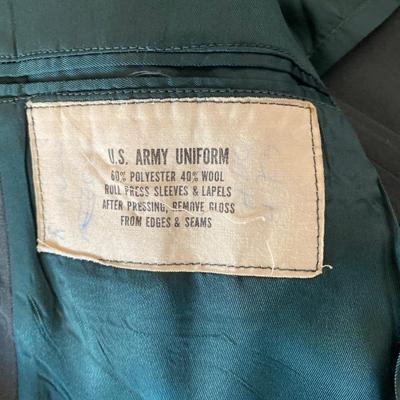 U.S. ARMY UNIFORM
60% POLYESTER 40% WOOL
ROLL PRESS SLEEVES & LAPELS
AFTER PRESSING, REMOVE GLOSS
FROM EDGES & SEAMS